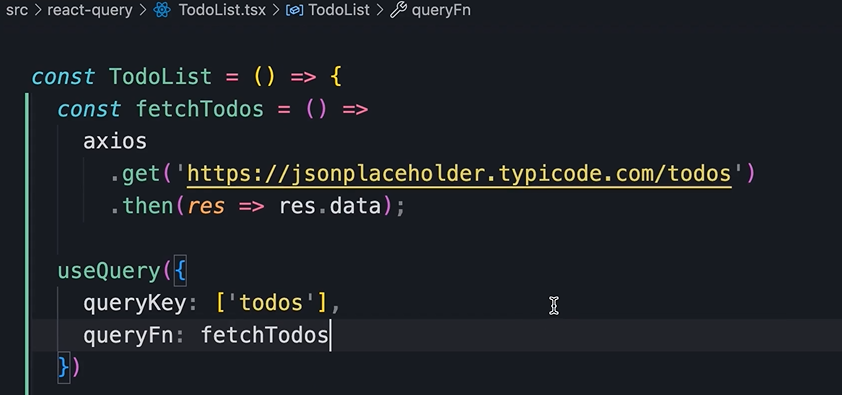 src > react-query > TodoList.tsx > TodoList > queryFn
const TodoList = () => {
const fetchTodos = () =>
axios
.get('https://jsonplaceholder.typicode.com/todos')
.then(res => res.data);
useQuery({
queryKey: ['todos'],
queryFn: fetchTodos
})